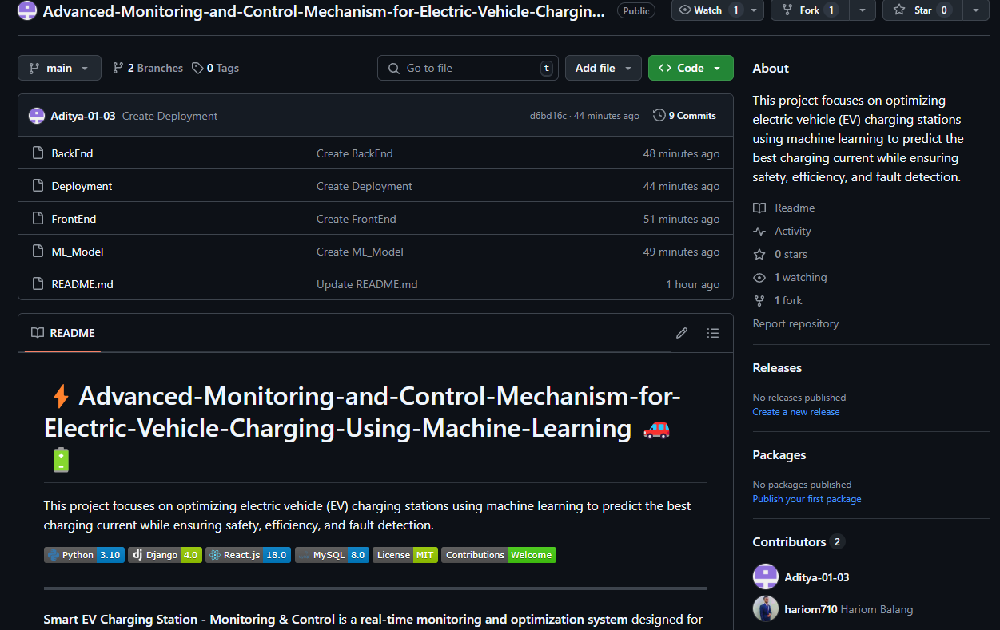 Advanced-Monitoring-and-Control-Mechanism-for-Electric-Vehicle-Chargin... Public Watch 1 Fork 1 Star 0
main 2 Branches 0 Tags Go to file t Add file Code
Aditya-01-03 Create Deployment d6bd16c · 44 minutes ago 9 Commits
BackEnd Create BackEnd 48 minutes ago
Deployment Create Deployment 44 minutes ago
FrontEnd Create FrontEnd 51 minutes ago
ML_Model Create ML_Model 49 minutes ago
README.md Update README.md 1 hour ago
README
⚡ Advanced-Monitoring-and-Control-Mechanism-for-
Electric-Vehicle-Charging-Using-Machine-Learning 🚗
🔋
This project focuses on optimizing electric vehicle (EV) charging stations using machine learning to predict the best
charging current while ensuring safety, efficiency, and fault detection.
Python 3.10 dj Django 4.0 React.js 18.0 MySQL 8.0 License MIT Contributions Welcome
Smart EV Charging Station - Monitoring & Control is a real-time monitoring and optimization system designed for
About
This project focuses on optimizing
electric vehicle (EV) charging stations
using machine learning to predict the
best charging current while ensuring
safety, efficiency, and fault detection.
Readme
Activity
0 stars
1 watching
1 fork
Report repository
Releases
No releases published
Create a new release
Packages
No packages published
Publish your first package
Contributors 2
Aditya-01-03
hariom710 Hariom Balang